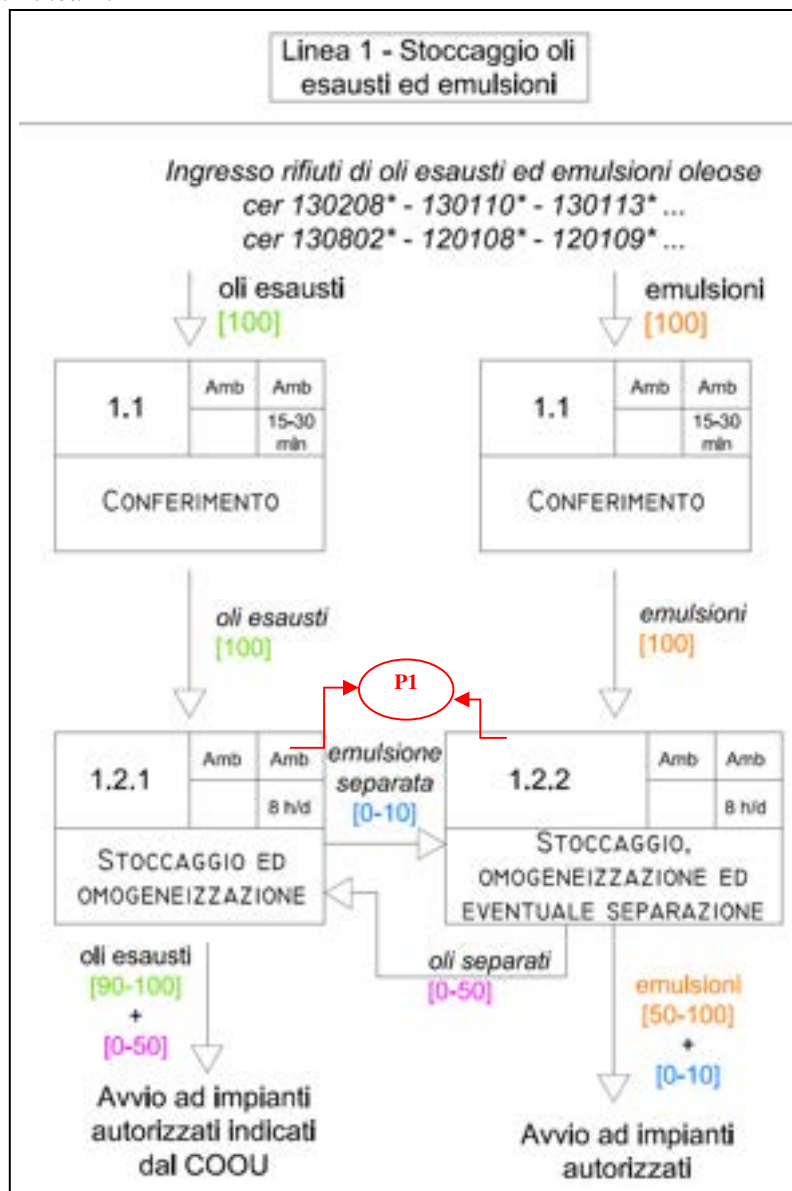 Linea 1 - Stoccaggio oli
esausti ed emulsioni
Ingresso rifiuti di oli esausti ed emulsioni oleose
cer 130208* - 130110* - 130113* ...
cer 130802* - 120108* - 120109* ...
oli esausti
[100]
emulsioni
[100]
1.1
Amb
Amb
15-30
min
CONFERIMENTO
1.1
Amb
Amb
15-30
min
CONFERIMENTO
oli esausti
[100]
emulsioni
[100]
P1
1.2.1
Amb
Amb
8 h/d
STOCCAGGIO ED
OMOGENEIZZAZIONE
emulsione
separata
[0-10]
1.2.2
Amb
Amb
8 h/d
STOCCAGGIO,
OMOGENEIZZAZIONE ED
EVENTUALE SEPARAZIONE
oli separati
[0-50]
oli esausti
[90-100]
+
[0-50]
emulsioni
[50-100]
+
[0-10]
Avvio ad impianti
autorizzati indicati
dal COOU
Avvio ad impianti
autorizzati